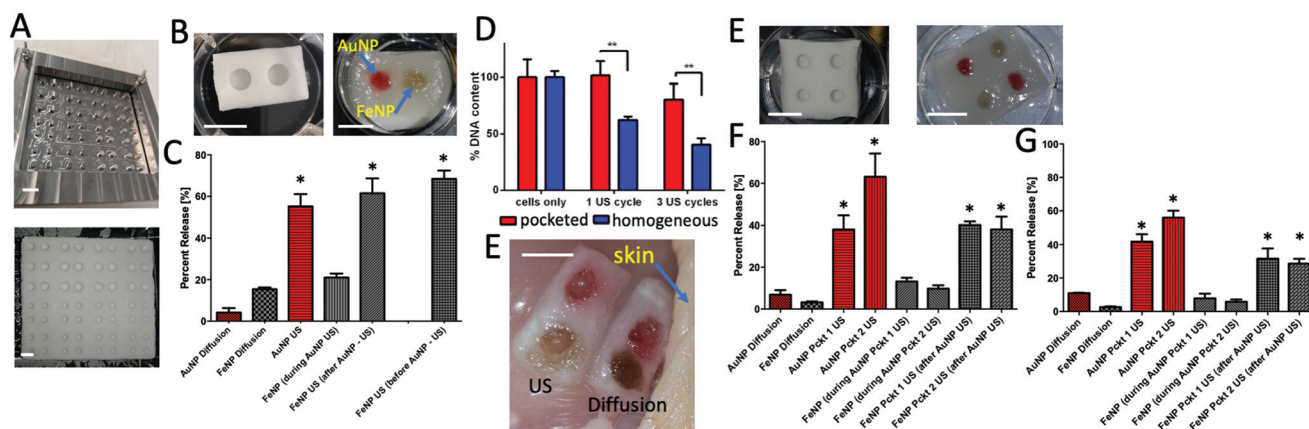 A
B
AuNP
FeNP
C
80
60
40
20
0
Percent Release [%]
AuNP Diffusion
FeNP Diffusion
AuNP US
FeNP (during AuNP US)
FeNP US (after AuNP - US)
FeNP US (before AuNP - US)
*
*
*
D
**
**
100
50
0
% DNA content
cells only
1 US cycle
3 US cycles
pocketed
homogeneous
E
skin
US
Diffusion
E
F
80
60
40
20
0
Percent Release [%]
*
*
*
*
AuNP Diffusion
FeNP Diffusion
AuNP Pckt 1 US
AuNP Pckt 2 US
FeNP (during AuNP Pckt 1 US)
FeNP (during AuNP Pckt 2 US)
FeNP Pckt 1 US (after AuNP US)
FeNP Pckt 2 US (after AuNP US)
G
100
80
60
40
20
0
Percent Release [%]
*
*
*
*
AuNP Diffusion
FeNP Diffusion
AuNP Pckt 1 US
AuNP Pckt 2 US
FeNP (during AuNP Pckt 1 US)
FeNP (during AuNP Pckt 2 US)
FeNP Pckt 1 US (after AuNP US)
FeNP Pckt 2 US (after AuNP US)